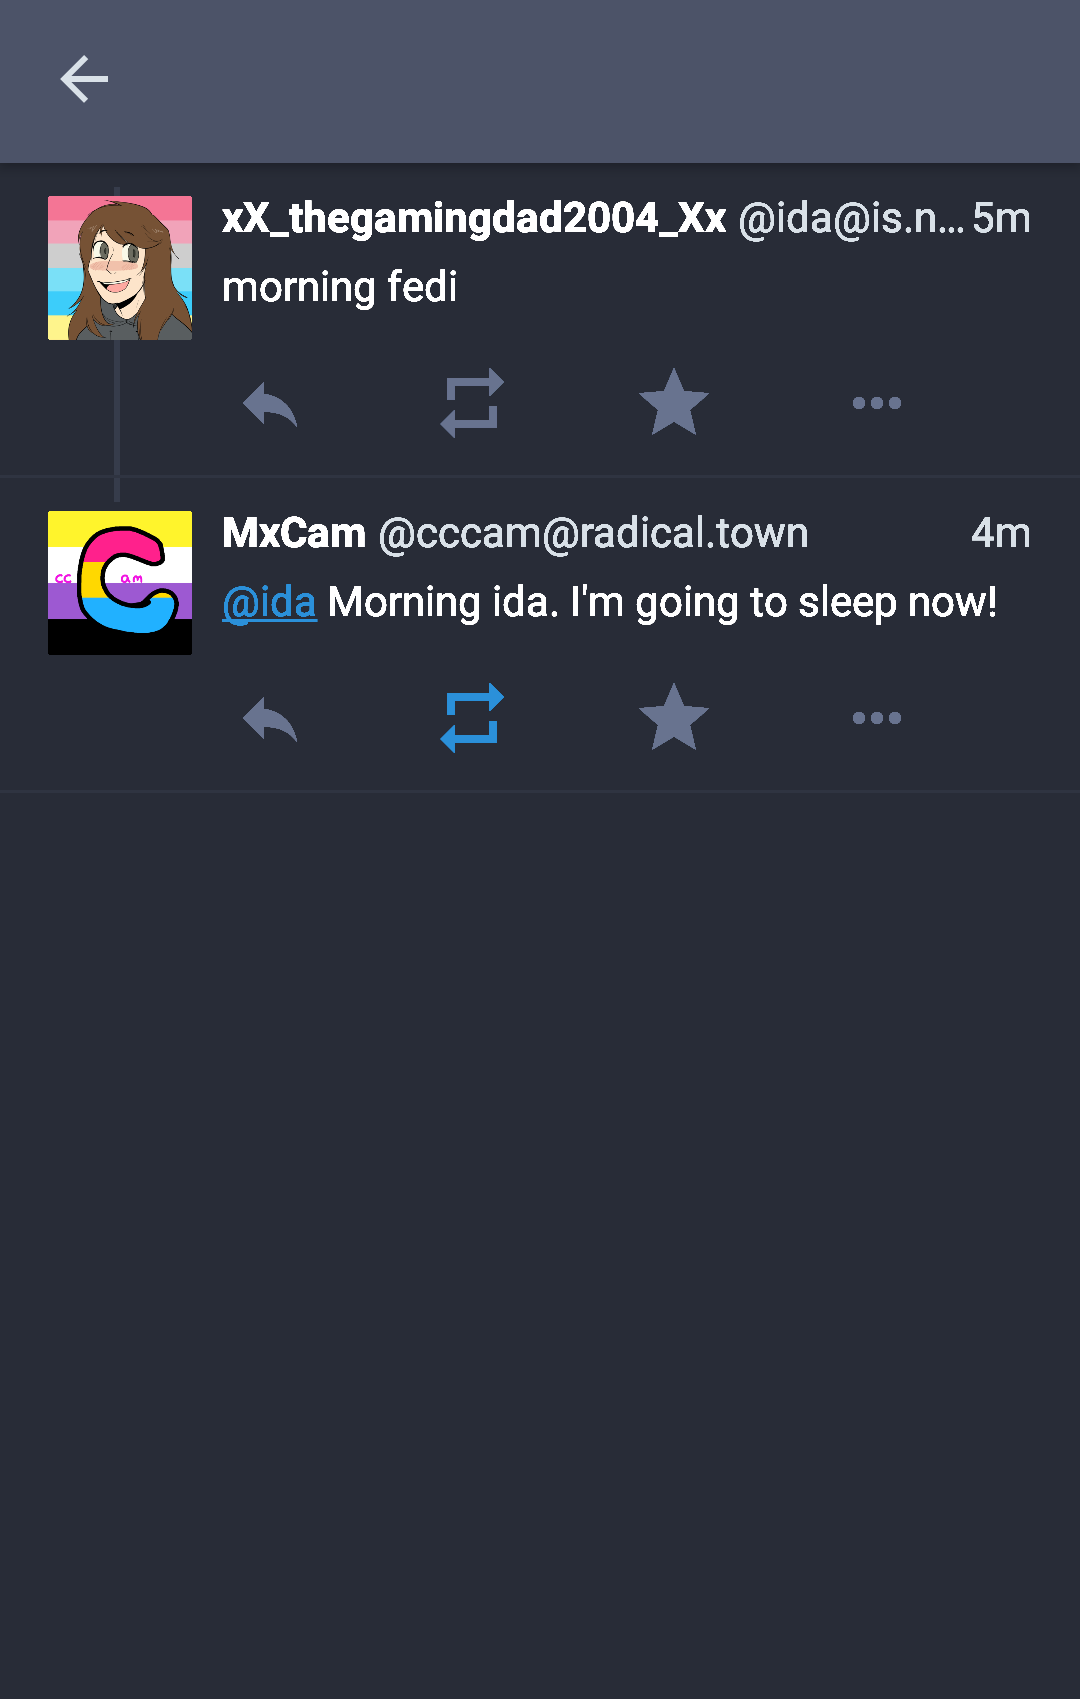 xX_thegamingdad2004_Xx @ida@is.n... 5m
morning fedi
MxCam @cccam@radical.town 4m
cc am
@ida Morning ida. I'm going to sleep now!